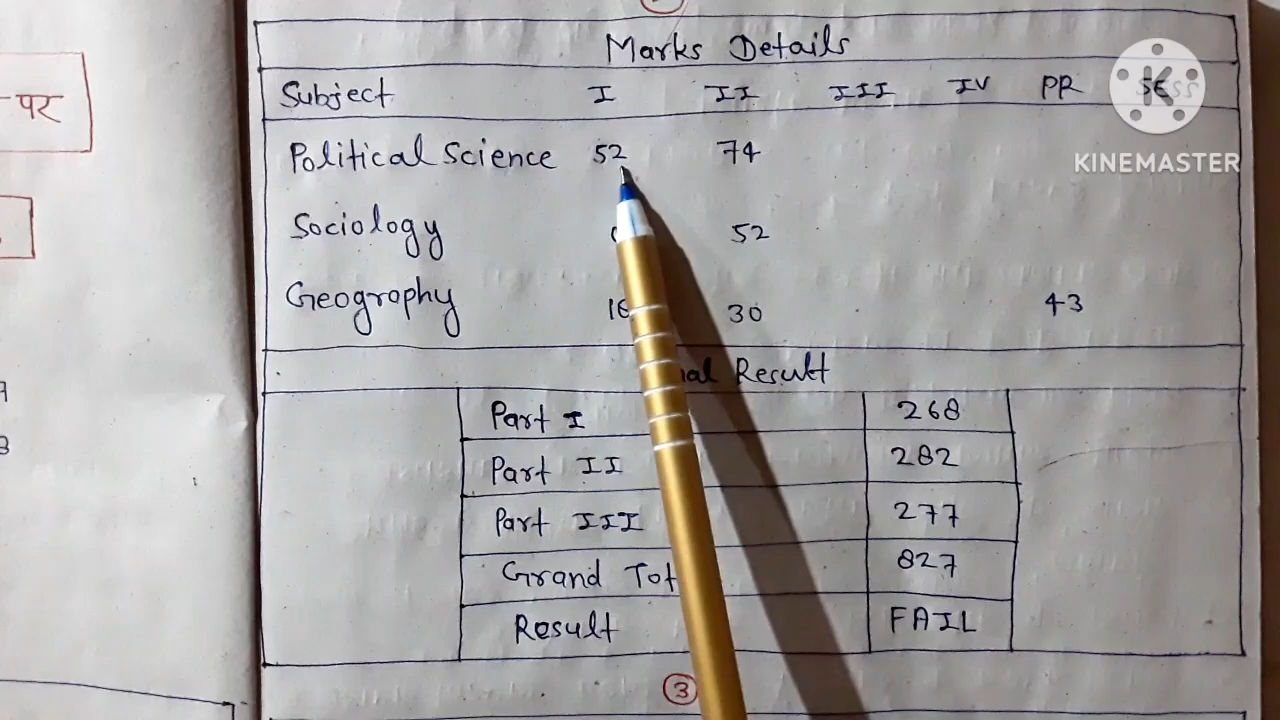 Marks Details
Subject I II III IV PR
Political Science 52 74
Sociology 52
Geography 30 43
Result
Part I 268
Part II 282
Part III 277
Grand 827
Result FAIL
3
पर
KINEMASTER